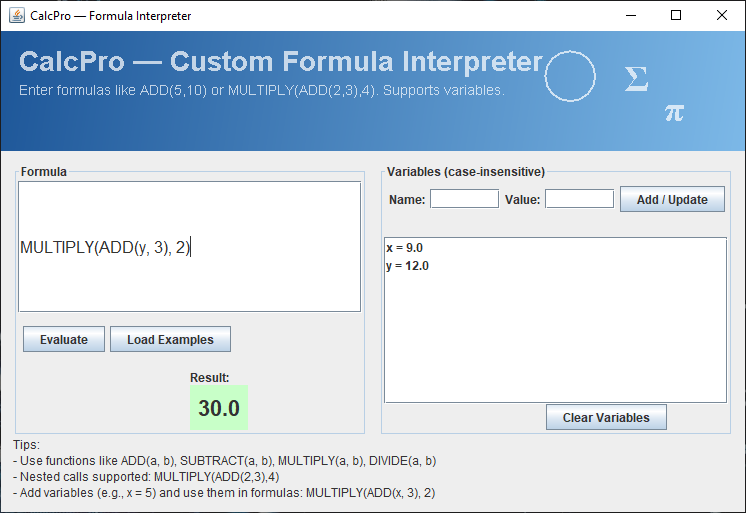 CalcPro — Formula Interpreter
CalcPro — Custom Formula Interpreter
Enter formulas like ADD(5,10) or MULTIPLY(ADD(2,3),4). Supports variables.
Σ
π
Formula
MULTIPLY(ADD(y, 3), 2)
Evaluate
Load Examples
Result:
30.0
Variables (case-insensitive)
Name:
Value:
Add / Update
x = 9.0
y = 12.0
Clear Variables
Tips:
- Use functions like ADD(a, b), SUBTRACT(a, b), MULTIPLY(a, b), DIVIDE(a, b)
- Nested calls supported: MULTIPLY(ADD(2,3),4)
- Add variables (e.g., x = 5) and use them in formulas: MULTIPLY(ADD(x, 3), 2)